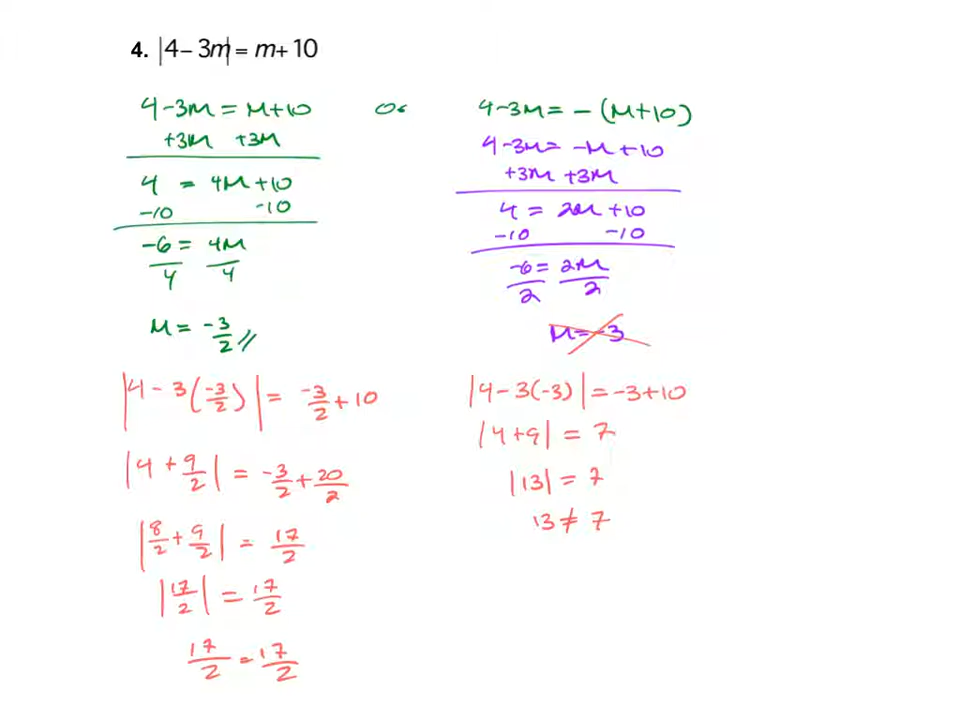 4. |4 – 3m| = m + 10
4 - 3m = m + 10
+3m +3m
4 = 4m + 10
-10 -10
-6 = 4m
4 4
m = -3/2 //
|4 - 3(-3/2)| = -3/2 + 10
|4 + 9/2| = -3/2 + 20/2
|8/2 + 9/2| = 17/2
|17/2| = 17/2
17/2 = 17/2
or
4 - 3m = - (m + 10)
4 - 3m = -m + 10
+3m +3m
4 = 2m + 10
-10 -10
-6 = 2m
2 2
m = -3
|4 - 3(-3)| = -3 + 10
|4 + 9| = 7
|13| = 7
13 ≠ 7